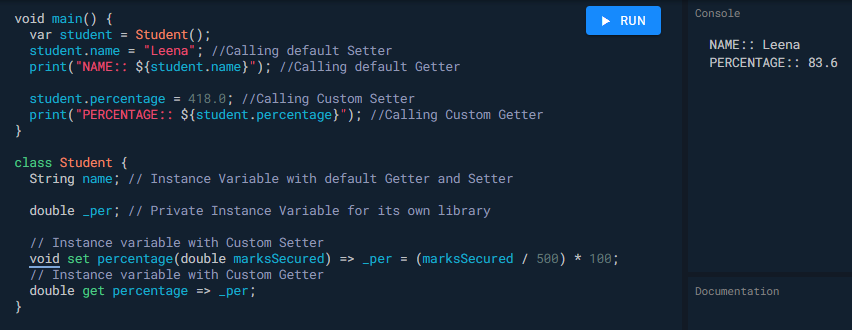 void main() {
  var student = Student();
  student.name = "Leena"; //Calling default Setter
  print("NAME:: ${student.name}"); //Calling default Getter

  student.percentage = 418.0; //Calling Custom Setter
  print("PERCENTAGE:: ${student.percentage}"); //Calling Custom Getter
}

class Student {
  String name; // Instance Variable with default Getter and Setter

  double _per; // Private Instance Variable for its own library

  // Instance variable with Custom Setter
  void set percentage(double marksSecured) => _per = (marksSecured / 500) * 100;
  // Instance variable with Custom Getter
  double get percentage => _per;
}
RUN
Console
NAME:: Leena
PERCENTAGE:: 83.6
Documentation